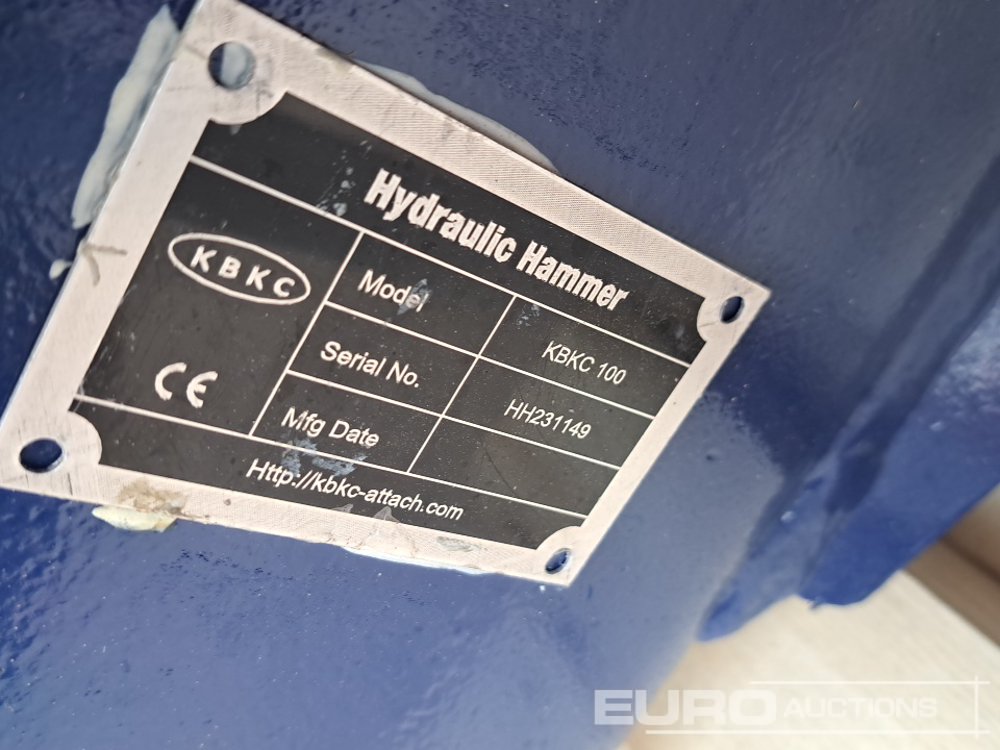 Hydraulic Hammer
KBKC
Model KBKC 100
Serial No. HH231149
Mfg Date
CE
Http://kbkc-attach.com
EURO AUCTIONS